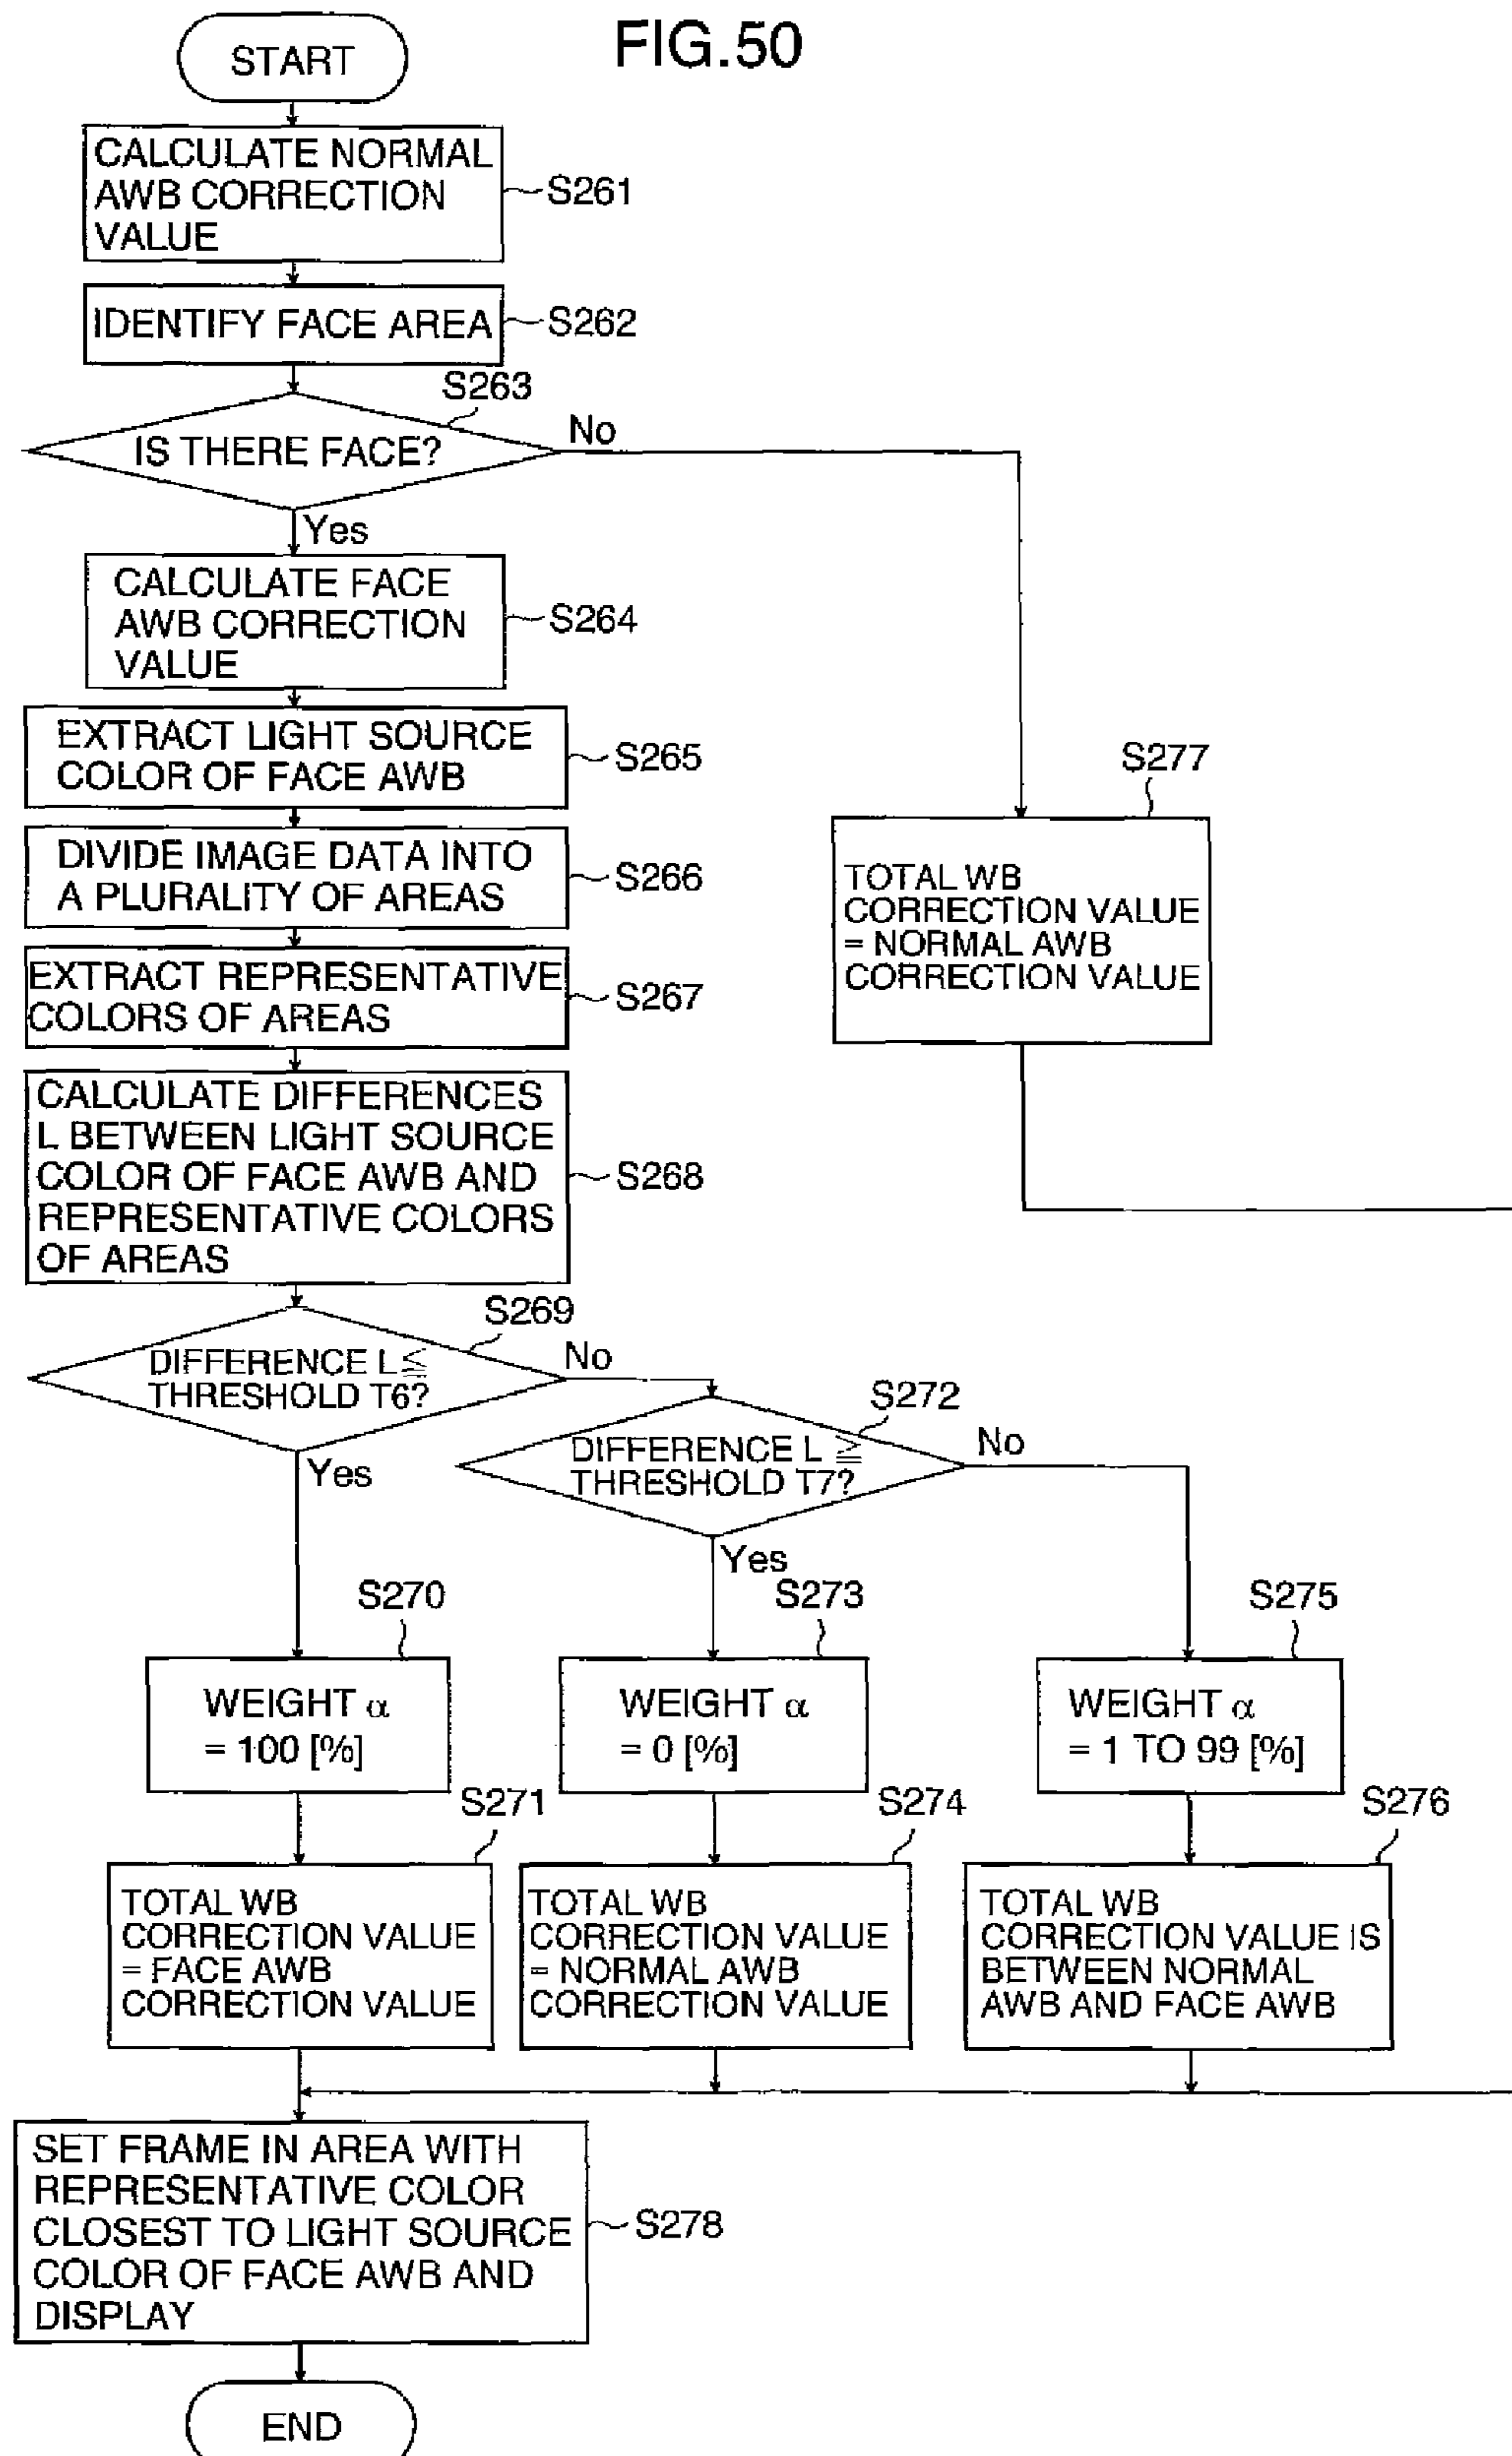 FIG.50
START
CALCULATE NORMAL
AWB CORRECTION
VALUE
S261
IDENTIFY FACE AREA
S262
S263
IS THERE FACE?
No
Yes
CALCULATE FACE
AWB CORRECTION
VALUE
S264
EXTRACT LIGHT SOURCE
COLOR OF FACE AWB
S265
DIVIDE IMAGE DATA INTO
A PLURALITY OF AREAS
S266
EXTRACT REPRESENTATIVE
COLORS OF AREAS
S267
S277
TOTAL WB
CORRECTION VALUE
= NORMAL AWB
CORRECTION VALUE
CALCULATE DIFFERENCES
L BETWEEN LIGHT SOURCE
COLOR OF FACE AWB AND
REPRESENTATIVE COLORS
OF AREAS
S268
S269
DIFFERENCE L ≦
THRESHOLD T6?
No
Yes
S272
DIFFERENCE L ≧
THRESHOLD T7?
No
Yes
S270
WEIGHT α
= 100 [%]
S273
WEIGHT α
= 0 [%]
S275
WEIGHT α
= 1 TO 99 [%]
S271
TOTAL WB
CORRECTION VALUE
= FACE AWB
CORRECTION VALUE
S274
TOTAL WB
CORRECTION VALUE
= NORMAL AWB
CORRECTION VALUE
S276
TOTAL WB
CORRECTION VALUE IS
BETWEEN NORMAL
AWB AND FACE AWB
SET FRAME IN AREA WITH
REPRESENTATIVE COLOR
CLOSEST TO LIGHT SOURCE
COLOR OF FACE AWB AND
DISPLAY
S278
END